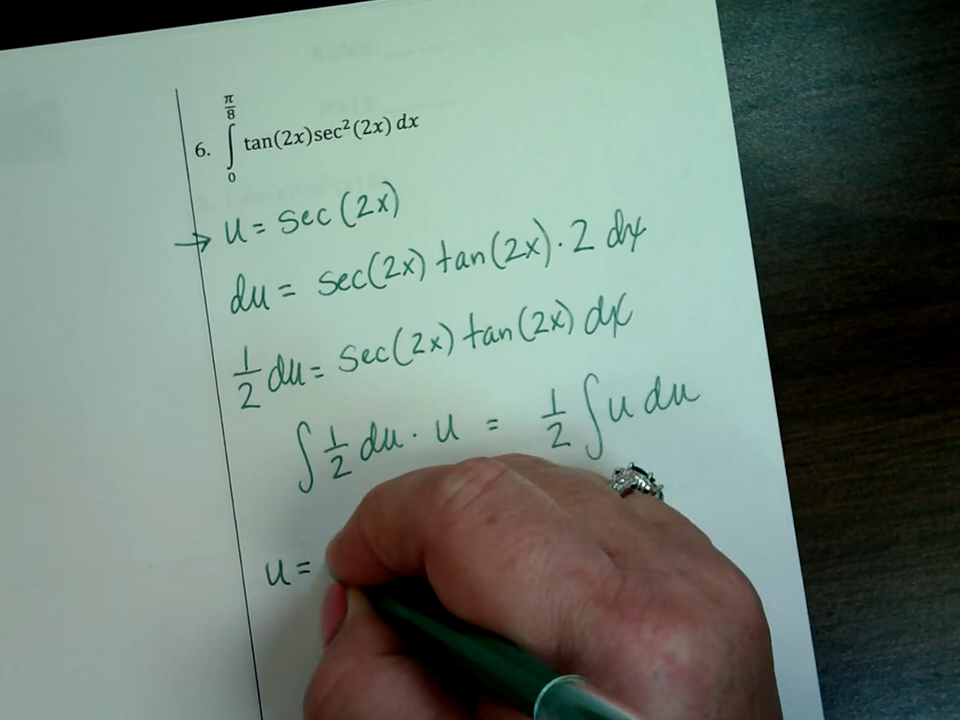 6. ∫₀^(π/8) tan(2x)sec²(2x) dx
→ u = sec(2x)
du = sec(2x) tan(2x) · 2 dx
1/2 du = sec(2x) tan(2x) dx
∫ 1/2 du · u = 1/2 ∫ u du
u =